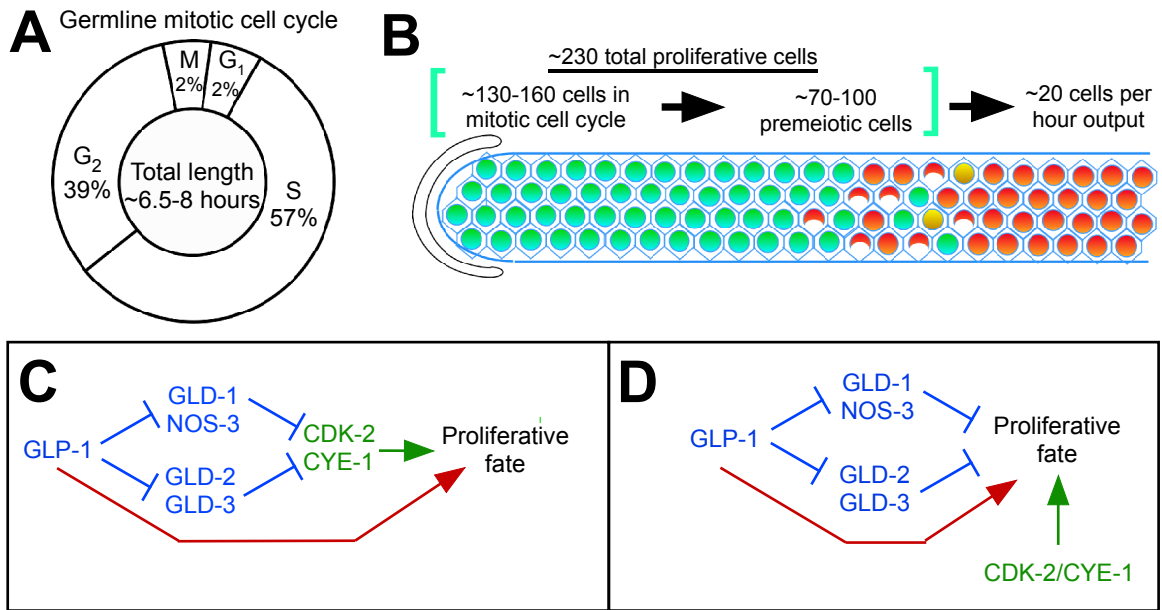 A
Germline mitotic cell cycle
M
2%
G1
2%
G2
39%
Total length
~6.5-8 hours
S
57%
B
~230 total proliferative cells
~130-160 cells in
mitotic cell cycle
~70-100
premeiotic cells
~20 cells per
hour output
C
GLD-1
NOS-3
GLP-1
CDK-2
CYE-1
GLD-2
GLD-3
Proliferative
fate
D
GLD-1
NOS-3
GLP-1
GLD-2
GLD-3
Proliferative
fate
CDK-2/CYE-1